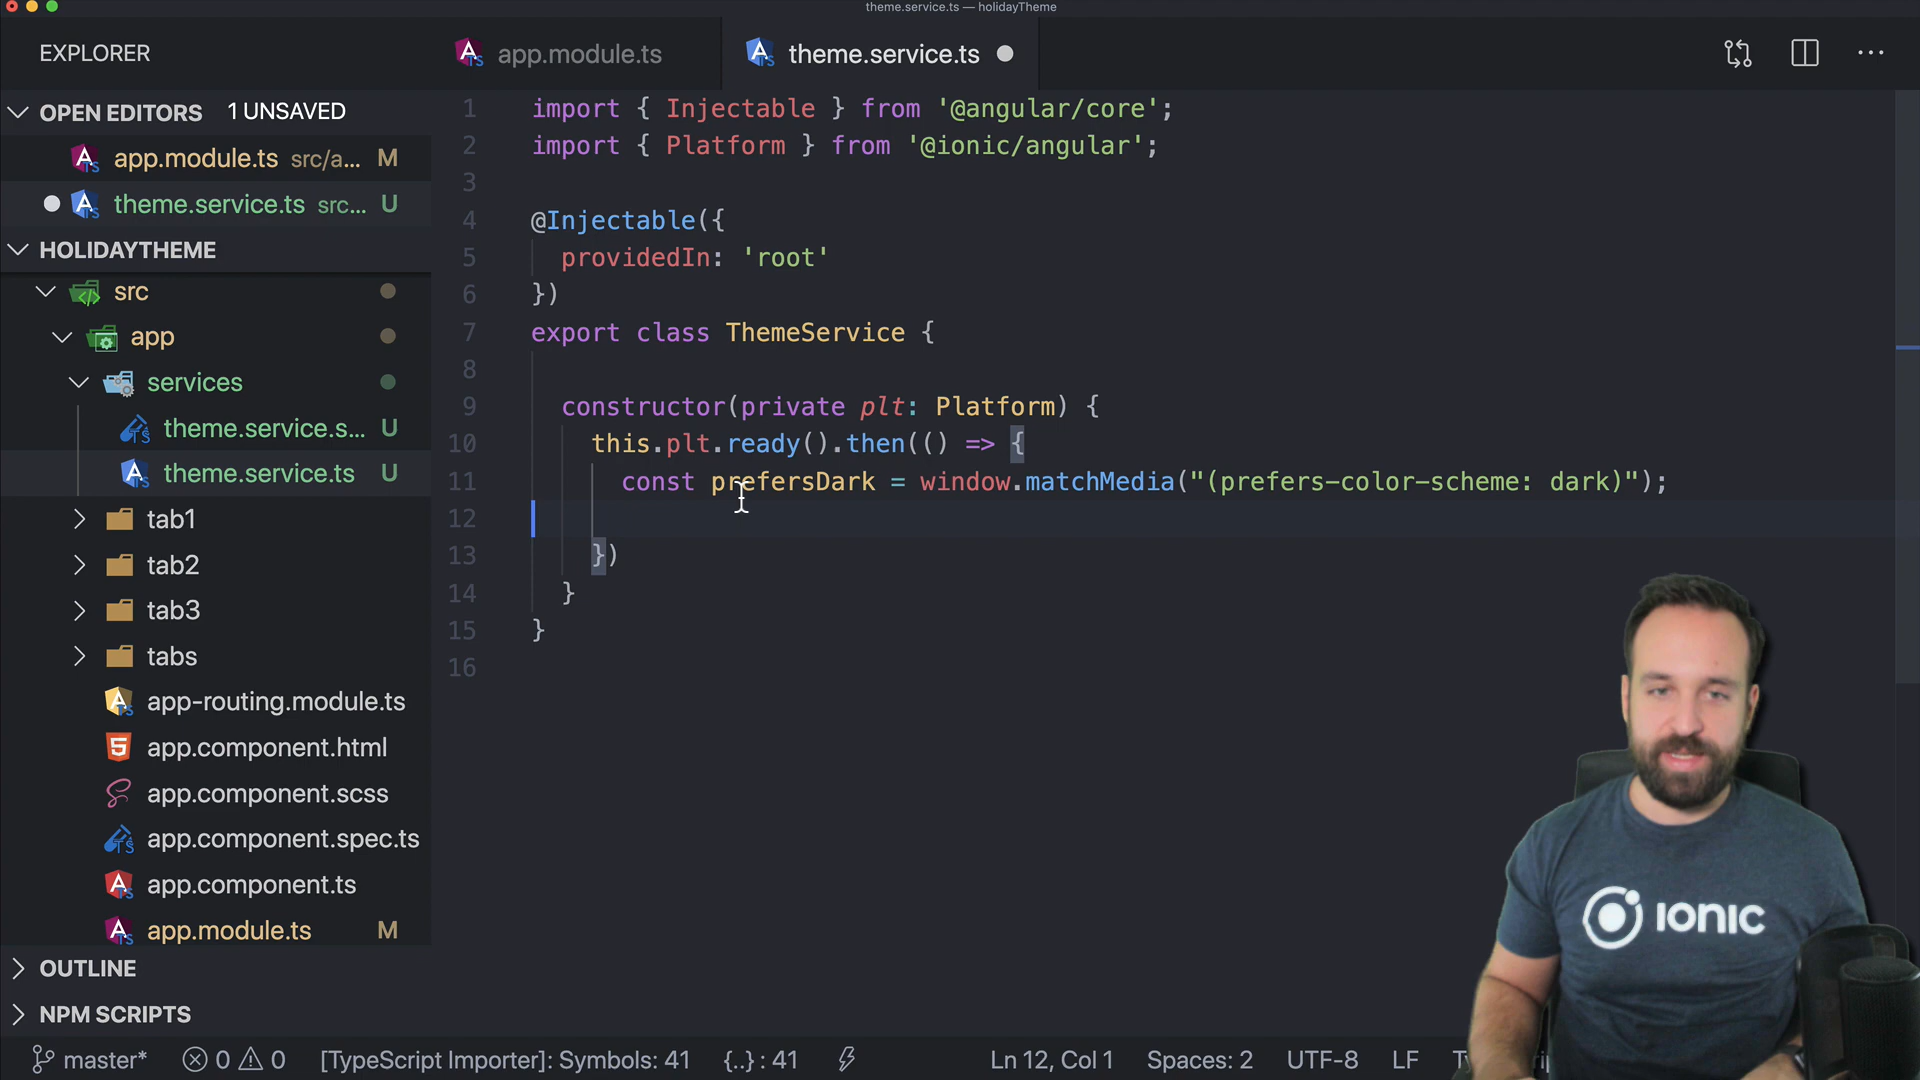 theme.service.ts — holidayTheme
EXPLORER
app.module.ts
theme.service.ts
OPEN EDITORS 1 UNSAVED
app.module.ts src/a... M
theme.service.ts src... U
HOLIDAYTHEME
src
app
services
theme.service.s... U
theme.service.ts U
tab1
tab2
tab3
tabs
app-routing.module.ts
app.component.html
app.component.scss
app.component.spec.ts
app.component.ts
app.module.ts M
OUTLINE
NPM SCRIPTS
1 import { Injectable } from '@angular/core';
2 import { Platform } from '@ionic/angular';
3
4 @Injectable({
5 providedIn: 'root'
6 })
7 export class ThemeService {
8
9 constructor(private plt: Platform) {
10 this.plt.ready().then(() => {
11 const prefersDark = window.matchMedia("(prefers-color-scheme: dark)");
12
13 })
14 }
15 }
16
IONIC
master* 0 0 [TypeScript Importer]: Symbols: 41 {..} : 41 Ln 12, Col 1 Spaces: 2 UTF-8 LF